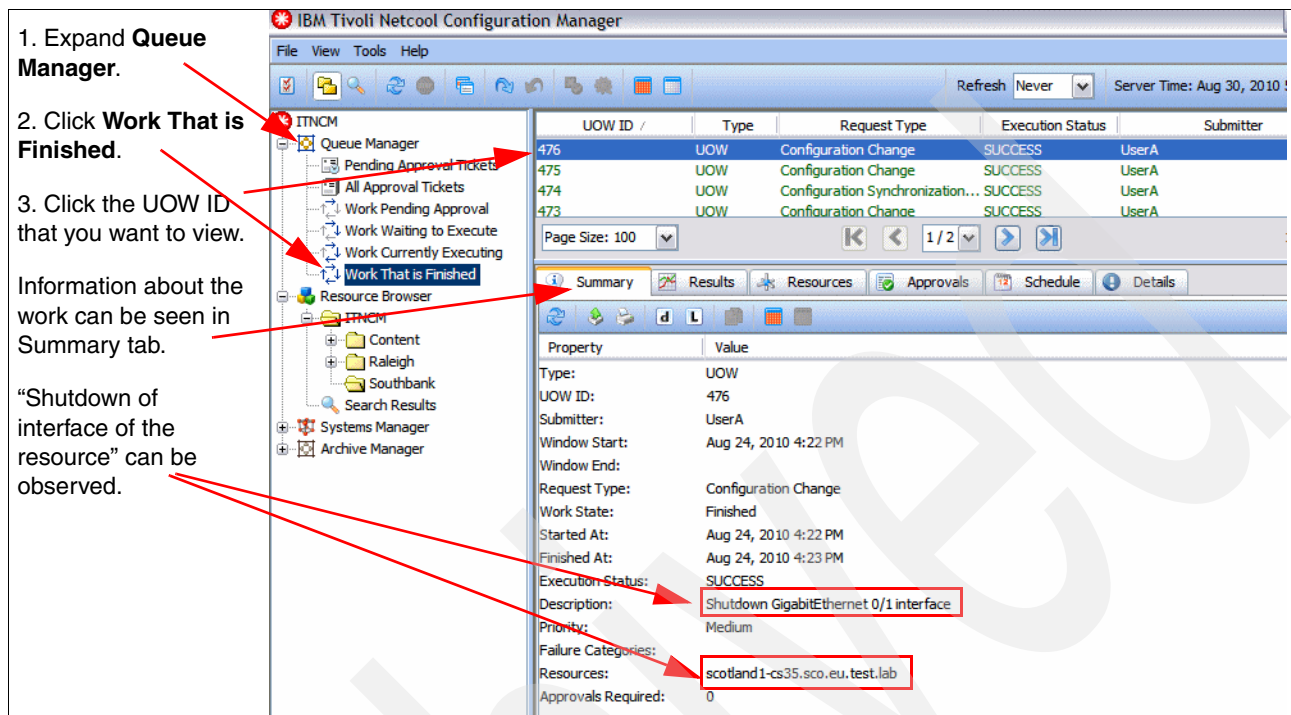 1. Expand Queue
Manager.
2. Click Work That is
Finished.
3. Click the UOW ID
that you want to view.
Information about the
work can be seen in
Summary tab.
“Shutdown of
interface of the
resource” can be
observed.
IBM Tivoli Netcool Configuration Manager
File View Tools Help
Refresh Never Server Time: Aug 30, 2010
ITNCM
Queue Manager
Pending Approval Tickets
All Approval Tickets
Work Pending Approval
Work Waiting to Execute
Work Currently Executing
Work That is Finished
Resource Browser
ITNCM
Content
Raleigh
Southbank
Search Results
Systems Manager
Archive Manager
UOW ID / Type Request Type Execution Status Submitter
476 UOW Configuration Change SUCCESS UserA
475 UOW Configuration Change SUCCESS UserA
474 UOW Configuration Synchronization... SUCCESS UserA
473 UOW Configuration Change SUCCESS UserA
Page Size: 100 1 / 2
Summary Results Resources Approvals Schedule Details
d L
Property Value
Type: UOW
UOW ID: 476
Submitter: UserA
Window Start: Aug 24, 2010 4:22 PM
Window End:
Request Type: Configuration Change
Work State: Finished
Started At: Aug 24, 2010 4:22 PM
Finished At: Aug 24, 2010 4:23 PM
Execution Status: SUCCESS
Description: Shutdown GigabitEthernet 0/1 interface
Priority: Medium
Failure Categories:
Resources: scotland1-cs35.sco.eu.test.lab
Approvals Required: 0